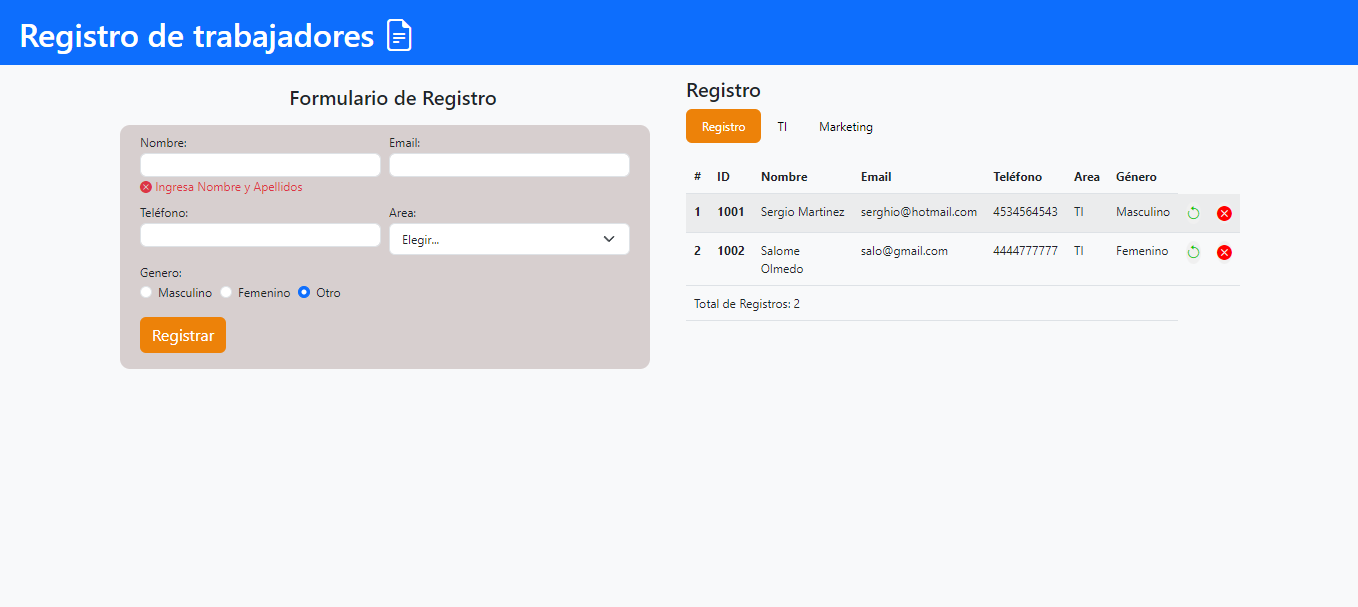 Registro de trabajadores
Formulario de Registro
Nombre: Email:
Ingresa Nombre y Apellidos
Teléfono: Area:
Elegir...
Genero:
Masculino Femenino Otro
Registrar
Registro
Registro TI Marketing
# ID Nombre Email Teléfono Area Género
1 1001 Sergio Martinez serghio@hotmail.com 4534564543 TI Masculino
2 1002 Salome Olmedo salo@gmail.com 4444777777 TI Femenino
Total de Registros: 2